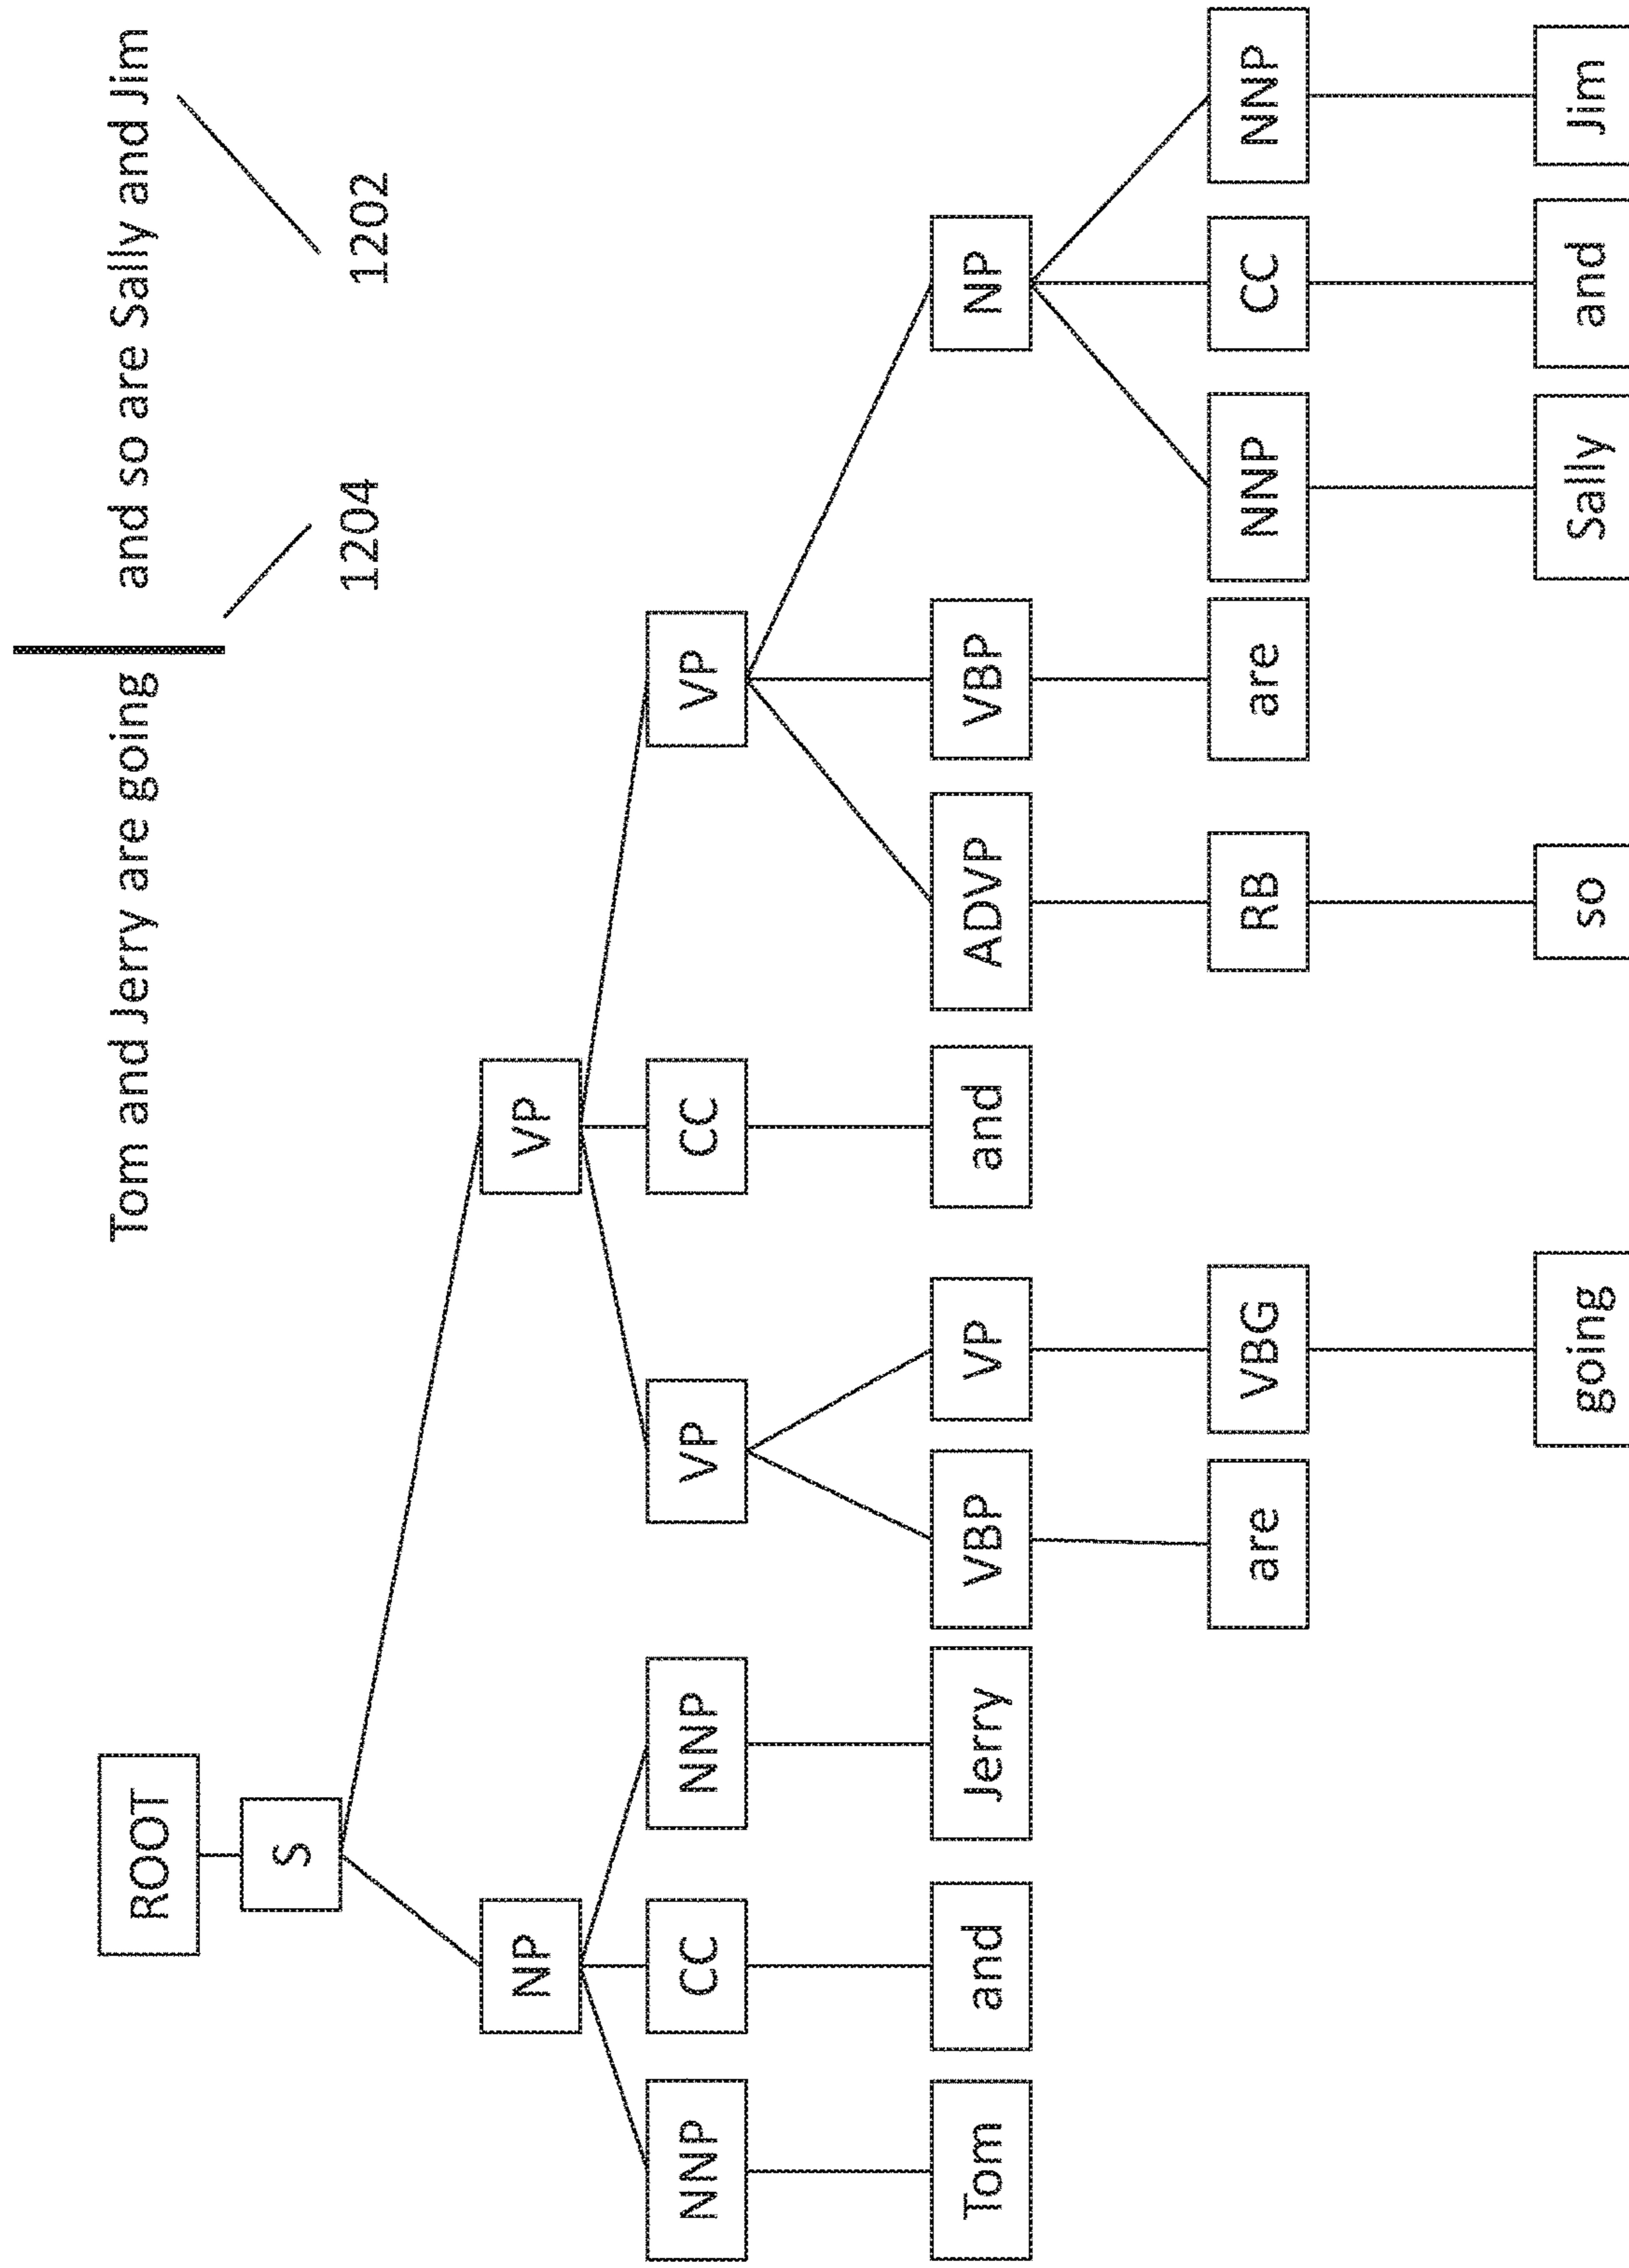 Tom and Jerry are going and so are Sally and Jim
1204 1202
ROOT
S
NP VP
NNP CC NNP VP CC VP
Tom and Jerry VBP VP and ADVP VBP NP
are VBG RB are NNP CC NNP
going so Sally and Jim